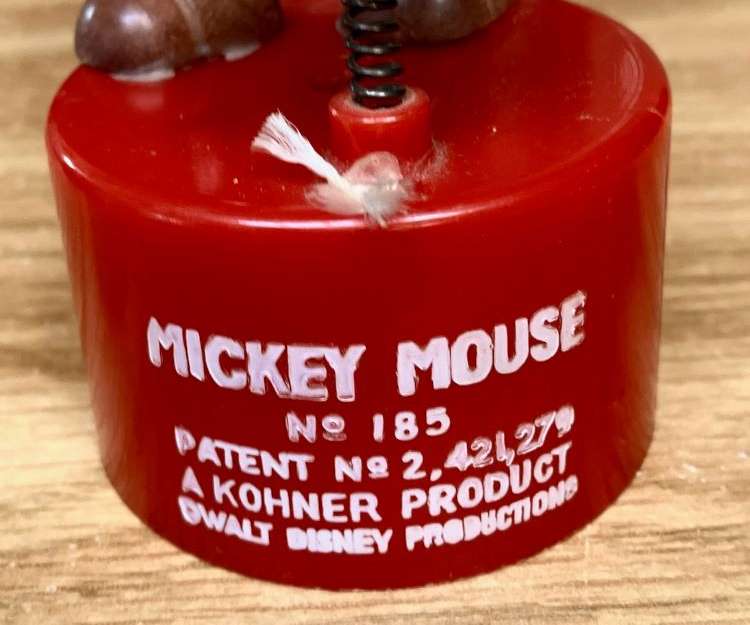 MICKEY MOUSE
Nº 185
PATENT Nº 2,421,279
A KOHNER PRODUCT
©WALT DISNEY PRODUCTIONS